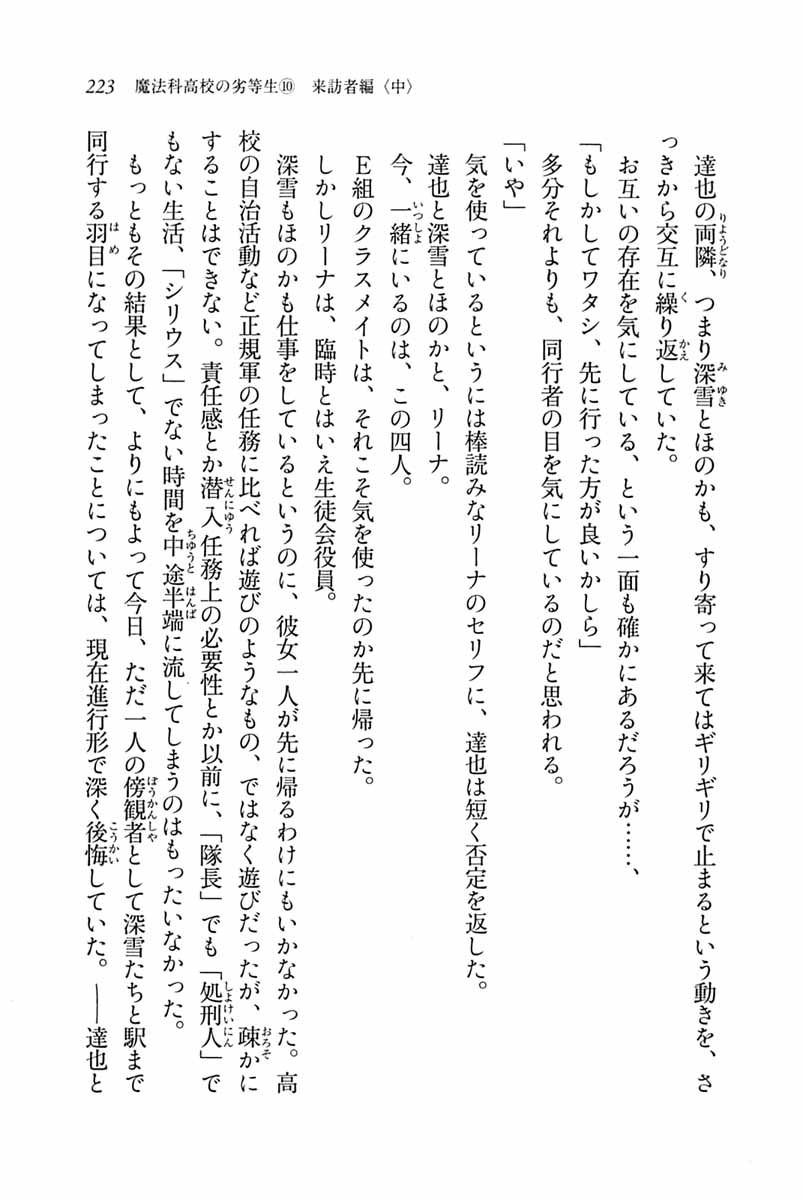 223　魔法科高校の劣等生⑩　来訪者編〈中〉
　達也の両隣、つまり深雪とほのかも、すり寄って来てはギリギリで止まるという動きを、さ
っきから交互に繰り返していた。
　お互いの存在を気にしている、という一面も確かにあるだろうが……、
「もしかしてワタシ、先に行った方が良いかしら」
　多分それよりも、同行者の目を気にしているのだと思われる。
「いや」
　気を使っているというには棒読みなリーナのセリフに、達也は短く否定を返した。
　達也と深雪とほのかと、リーナ。
　今、一緒にいるのは、この四人。
　Ｅ組のクラスメイトは、それこそ気を使ったのか先に帰った。
　しかしリーナは、臨時とはいえ生徒会役員。
　深雪もほのかも仕事をしているというのに、彼女一人が先に帰るわけにもいかなかった。高
校の自治活動など正規軍の任務に比べれば遊びのようなもの、ではなく遊びだったが、疎かに
することはできない。責任感とか潜入任務上の必要性とか以前に、「隊長」でも「処刑人」で
もない生活、「シリウス」でない時間を中途半端に流してしまうのはもったいなかった。
　もっともその結果として、よりにもよって今日、ただ一人の傍観者として深雪たちと駅まで
同行する羽目になってしまったことについては、現在進行形で深く後悔していた。――達也と